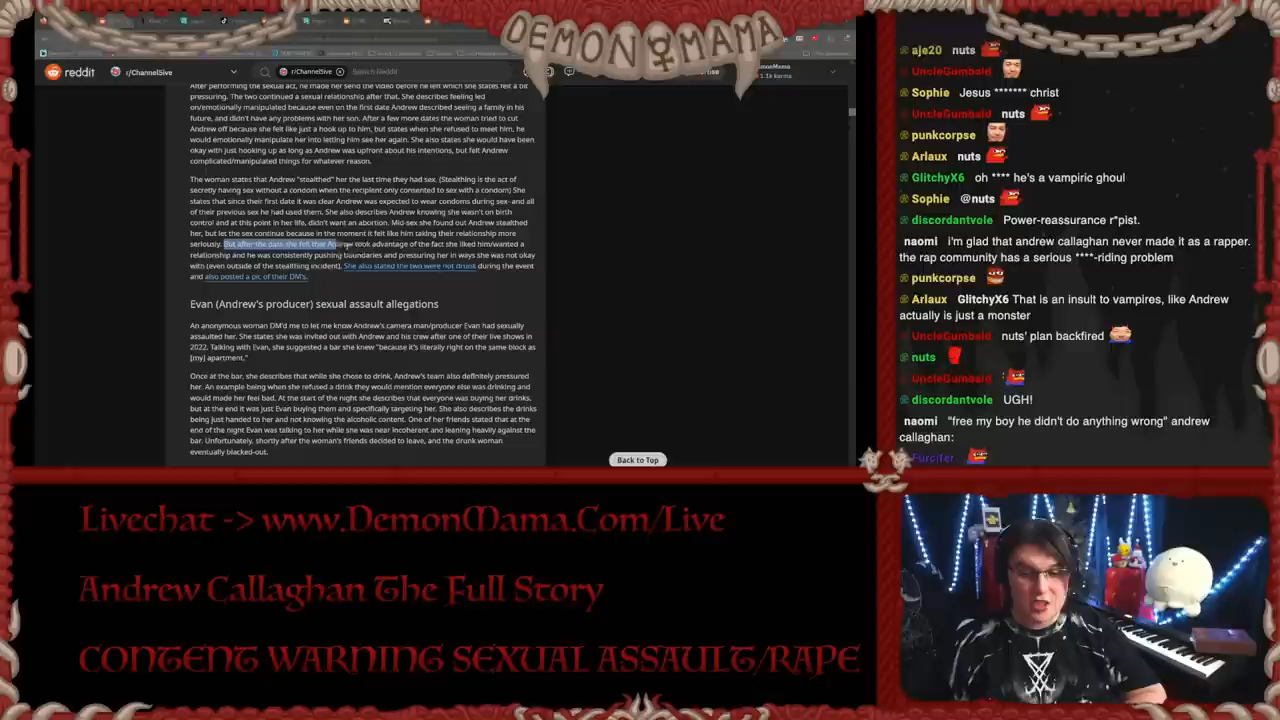 DEMON MAMA
reddit
r/Channel5ive
r/Channel5ive
Search Reddit
1.1k karma
After performing the sexual act, he made her send the video before he left which she states felt a bit
pressuring. The two continued a sexual relationship after that. She describes feeling led
on/emotionally manipulated because even on the first date Andrew described seeing a family in his
future, and didn't have any problems with her son. After a few more dates the woman tried to cut
Andrew off because she felt like just a hook up to him, but states when she refused to meet him, he
would emotionally manipulate her into letting him see her again. She also states she would have been
okay with just hooking up as long as Andrew was upfront about his intentions, but felt Andrew
complicated/manipulated things for whatever reason.
The woman states that Andrew "stealthed" her the last time they had sex. (Stealthing is the act of
secretly having sex without a condom when the recipient only consented to sex with a condom) She
states that since their first date it was clear Andrew was expected to wear condoms during sex- and all
of their previous sex he had used them. She also describes Andrew knowing she wasn't on birth
control and at this point in her life, didn't want an abortion. Mid-sex she found out Andrew stealthed
her, but let the sex continue because in the moment it felt like him taking their relationship more
seriously. But after the date she felt that Andrew took advantage of the fact she liked him/wanted a
relationship and he was consistently pushing boundaries and pressuring her in ways she was not okay
with (even outside of the stealthing incident). She also stated the two were not drunk during the event
and also posted a pic of their DM's.
Evan (Andrew's producer) sexual assault allegations
An anonymous woman DM'd me to let me know Andrew's camera man/producer Evan had sexually
assaulted her. She states she was invited out with Andrew and his crew after one of their live shows in
2022. Talking with Evan, she suggested a bar she knew "because it's literally right on the same block as
[my] apartment."
Once at the bar, she describes that while she chose to drink, Andrew's team also definitely pressured
her. An example being when she refused a drink they would mention everyone else was drinking and
would made her feel bad. At the start of the night she describes that everyone was buying her drinks,
but at the end it was just Evan buying them and specifically targeting her. She also describes the drinks
being just handed to her and not knowing the alcoholic content. One of her friends stated that at the
end of the night Evan was talking to her while she was near incoherent and leaning heavily against the
bar. Unfortunately, shortly after the woman's friends decided to leave, and the drunk woman
eventually blacked-out.
Back to Top
aje20 nuts
UncleGumbald
Sophie Jesus ******* christ
UncleGumbald nuts
punkcorpse
Arlaux nuts
GlitchyX6 oh **** he's a vampiric ghoul
Sophie @nuts
discordantvole Power-reassurance r*pist.
naomi i'm glad that andrew callaghan never made it as a rapper.
the rap community has a serious ****-riding problem
punkcorpse
Arlaux GlitchyX6 That is an insult to vampires, like Andrew
actually is just a monster
UncleGumbald nuts' plan backfired
nuts
UncleGumbald
discordantvole UGH!
naomi "free my boy he didn't do anything wrong" andrew
callaghan:
Furcifer
Livechat -> www.DemonMama.Com/Live
Andrew Callaghan The Full Story
CONTENT WARNING SEXUAL ASSAULT/RAPE